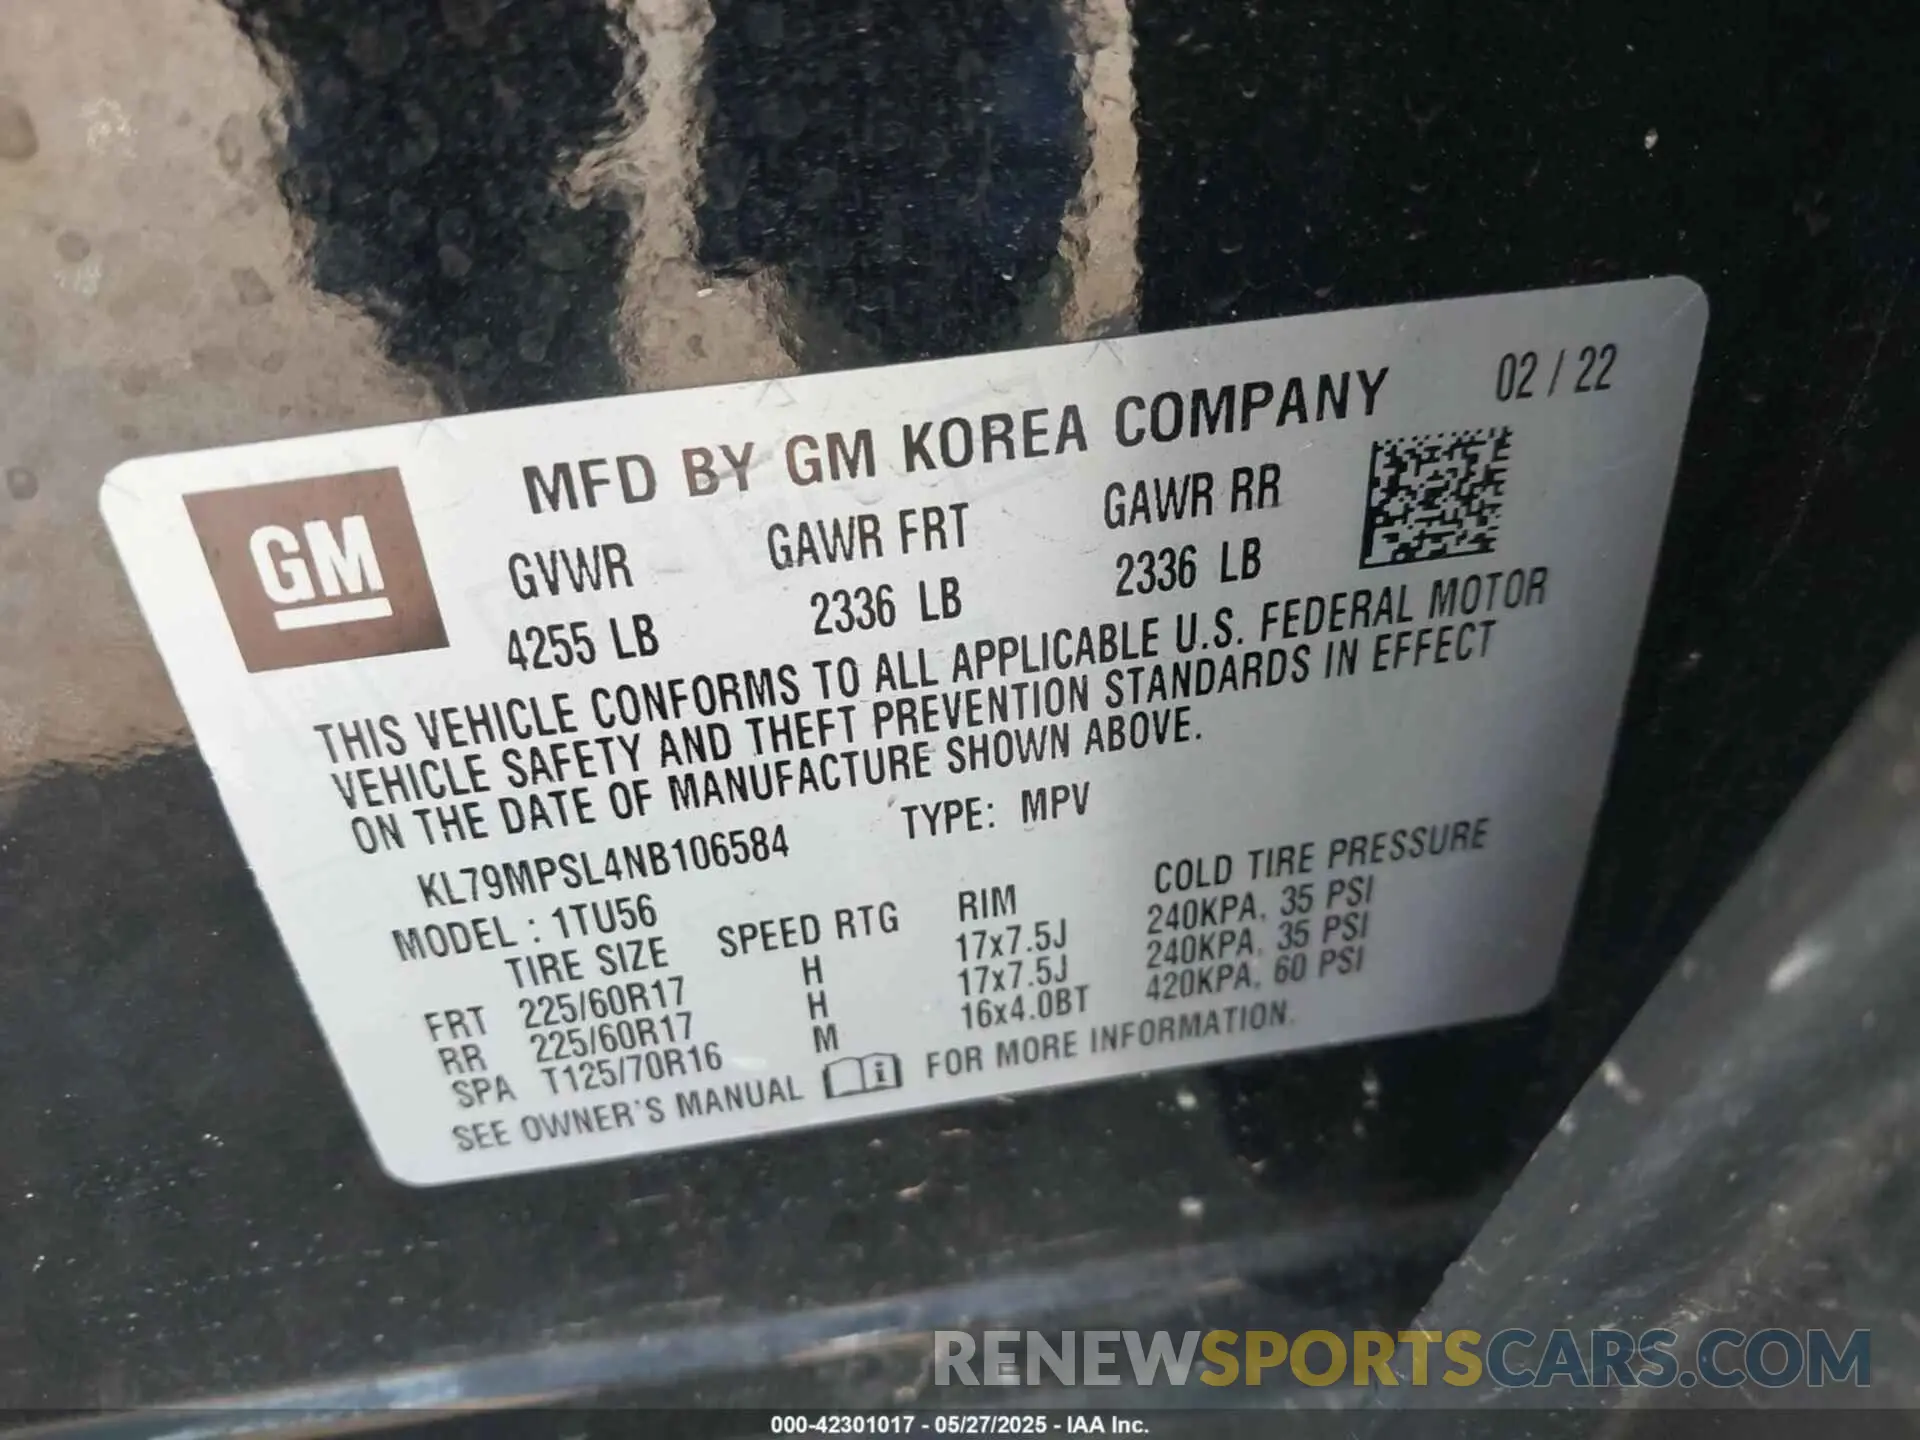 GM
MFD BY GM KOREA COMPANY 02 / 22
GVWR GAWR FRT GAWR RR
4255 LB 2336 LB 2336 LB
THIS VEHICLE CONFORMS TO ALL APPLICABLE U.S. FEDERAL MOTOR
VEHICLE SAFETY AND THEFT PREVENTION STANDARDS IN EFFECT
ON THE DATE OF MANUFACTURE SHOWN ABOVE.
KL79MPSL4NB106584 TYPE: MPV
MODEL : 1TU56
TIRE SIZE SPEED RTG RIM COLD TIRE PRESSURE
FRT 225/60R17 H 17x7.5J 240KPA, 35 PSI
RR 225/60R17 H 17x7.5J 240KPA, 35 PSI
SPA T125/70R16 M 16x4.0BT 420KPA, 60 PSI
SEE OWNER'S MANUAL i FOR MORE INFORMATION.
RENEWSPORTSCARS.COM
000-42301017 - 05/27/2025 - IAA Inc.